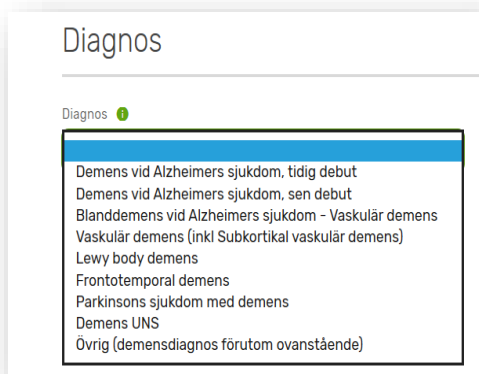 Diagnos
Diagnos
Demens vid Alzheimers sjukdom, tidig debut
Demens vid Alzheimers sjukdom, sen debut
Blanddemens vid Alzheimers sjukdom - Vaskulär demens
Vaskulär demens (inkl Subkortikal vaskulär demens)
Lewy body demens
Frontotemporal demens
Parkinsons sjukdom med demens
Demens UNS
Övrig (demensdiagnos förutom ovanstående)